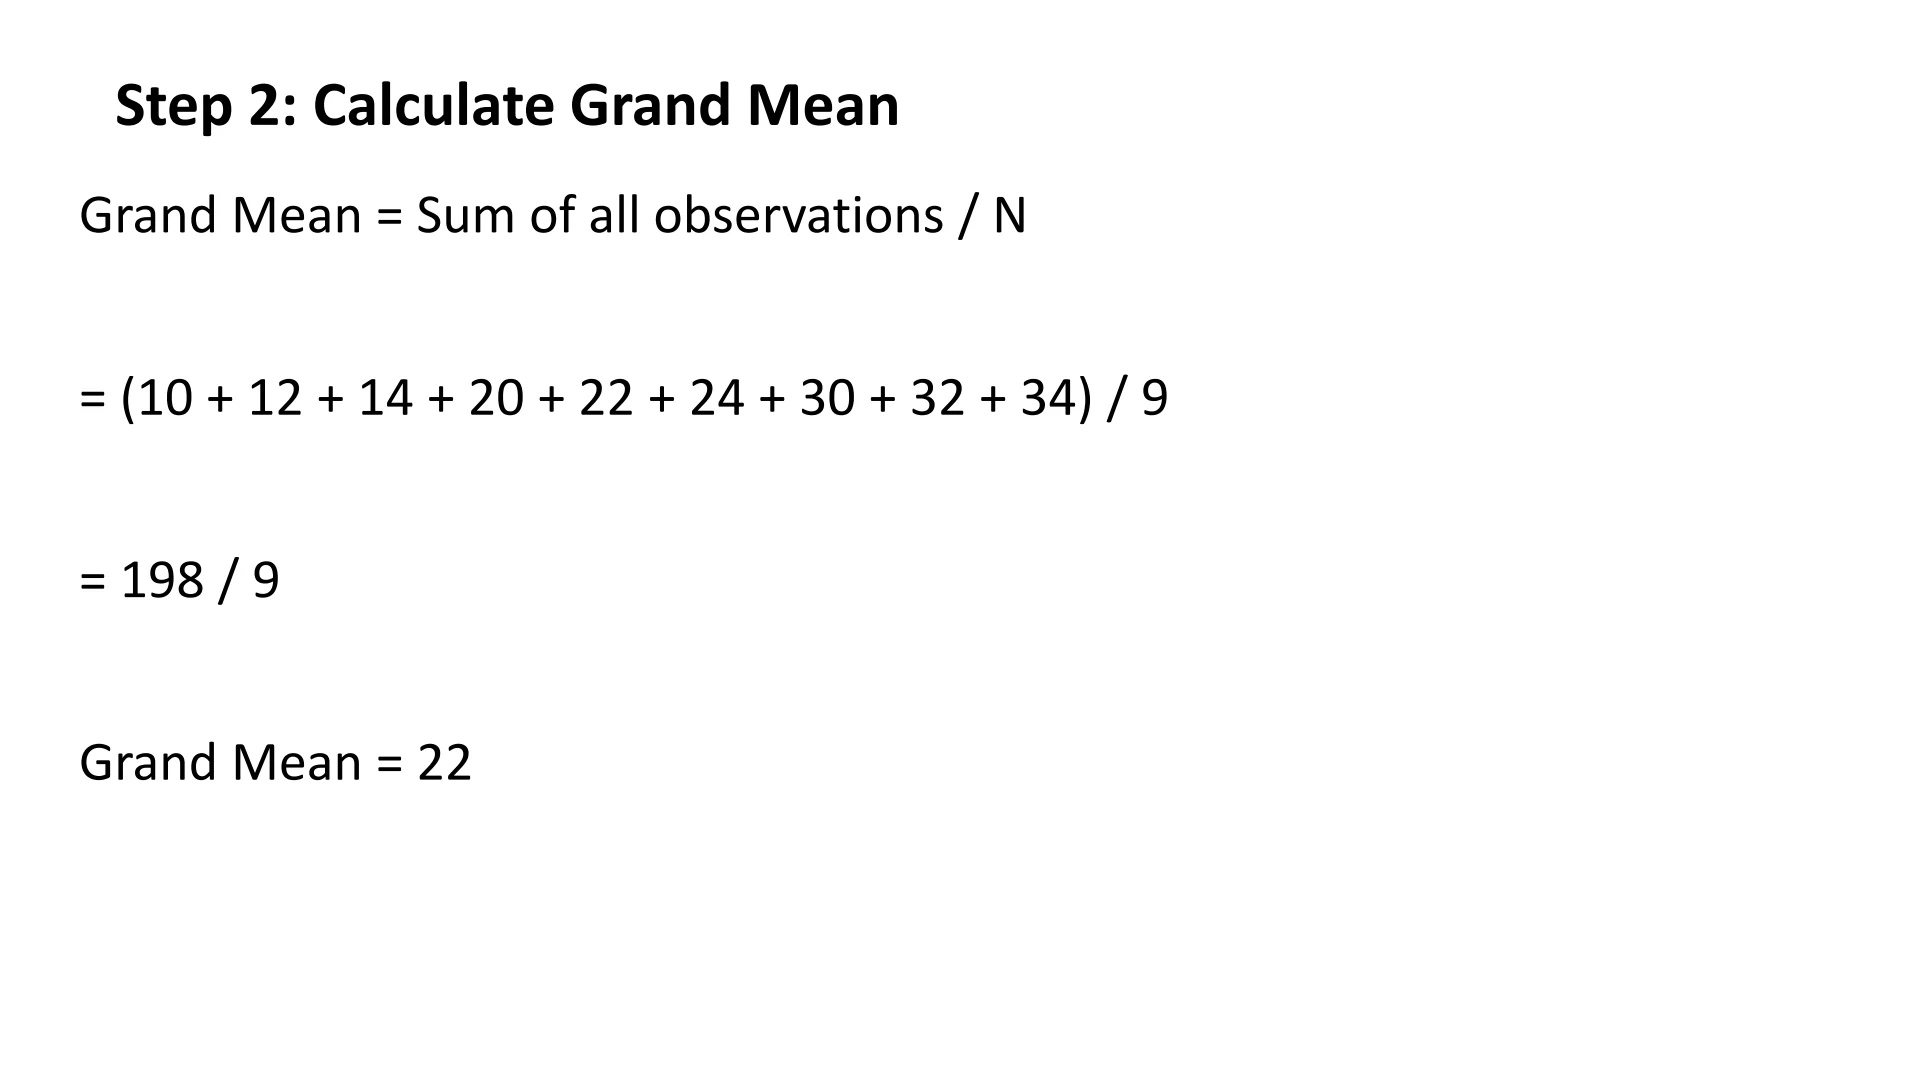 Step 2: Calculate Grand Mean
Grand Mean = Sum of all observations / N
= (10 + 12 + 14 + 20 + 22 + 24 + 30 + 32 + 34) / 9
= 198 / 9
Grand Mean = 22